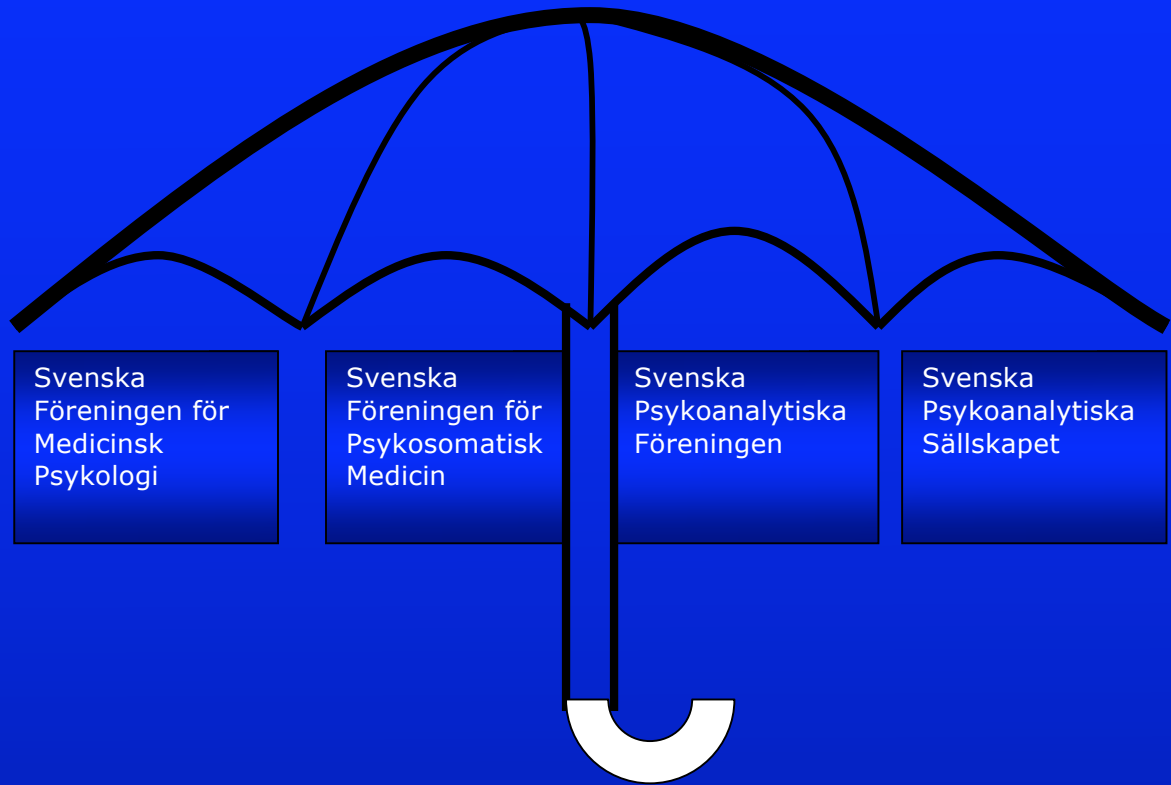 Svenska
Föreningen för
Medicinsk
Psykologi
Svenska
Föreningen för
Psykosomatisk
Medicin
Svenska
Psykoanalytiska
Föreningen
Svenska
Psykoanalytiska
Sällskapet